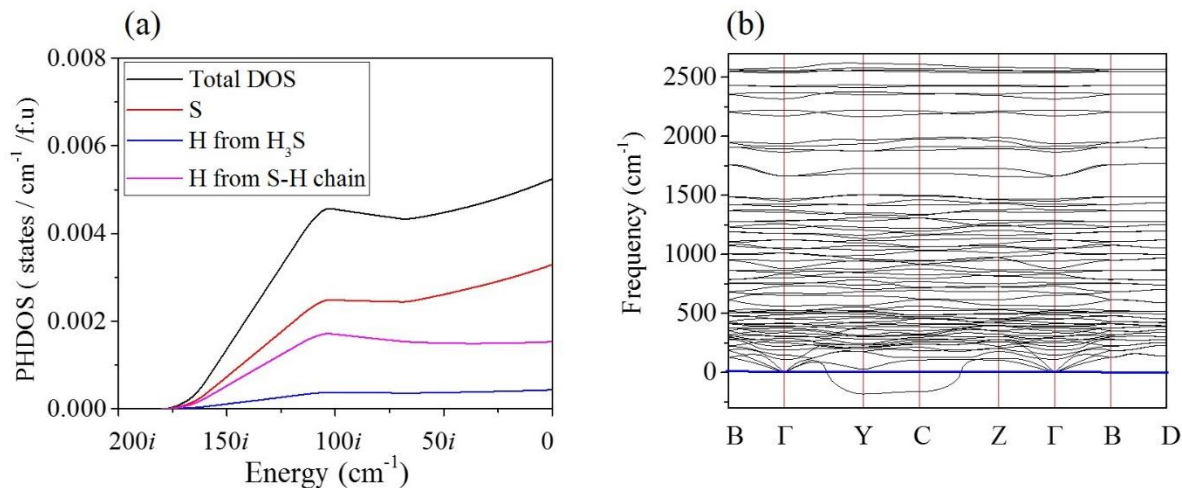 (a)
0.008
0.006
0.004
0.002
0.000
PHDOS ( states / cm⁻¹ /f.u)
Total DOS
S
H from H₃S
H from S-H chain
200i 150i 100i 50i 0
Energy (cm⁻¹)
(b)
2500
2000
1500
1000
500
0
Frequency (cm⁻¹)
B Γ Y C Z Γ B D